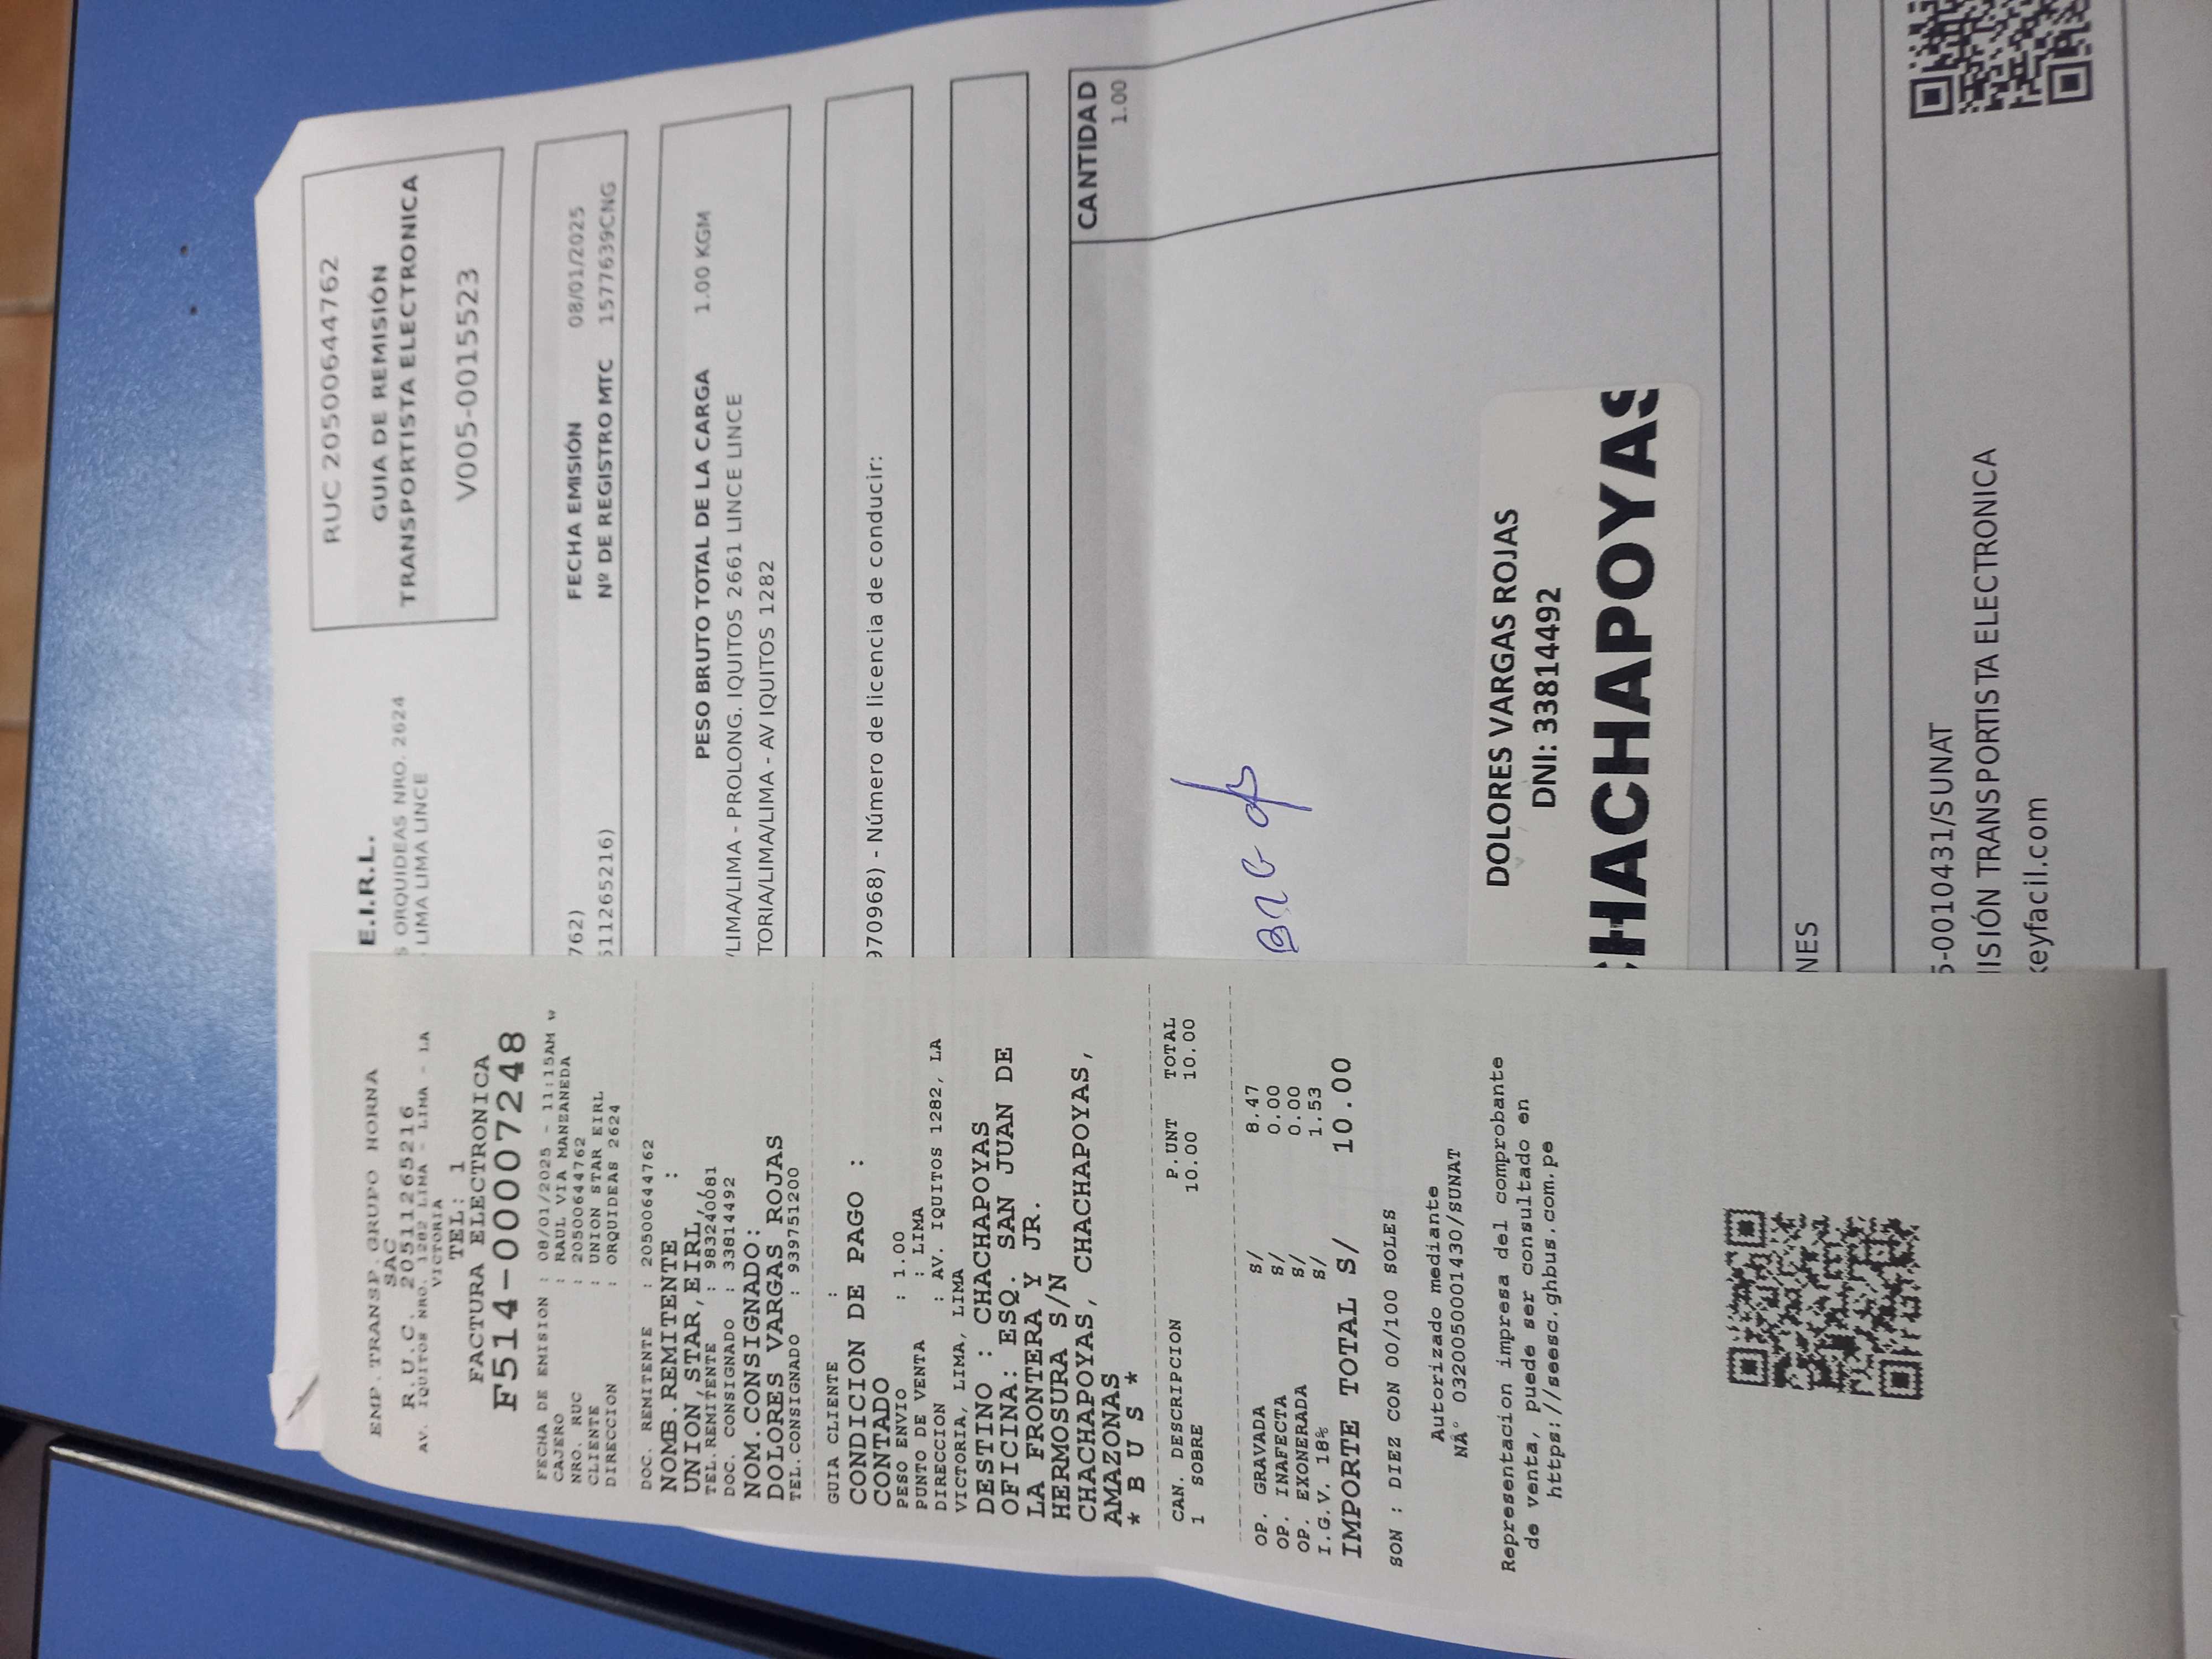 EMP.TRANSP.GRUPO HORNA
SAC
R.U.C. 20511265216
AV. IQUITOS NRO. 1282 LIMA - LIMA - LA
VICTORIA
TEL: 1
FACTURA ELECTRONICA
F514-00007248
FECHA DE EMISION : 08/01/2025 - 11:15AM w
CAJERO : RAUL VIA MANZANEDA
NRO. RUC : 20500644762
CLIENTE : UNION STAR EIRL
DIRECCION : ORQUIDEAS 2624
DOC. REMITENTE : 20500644762
NOMB.REMITENTE :
UNION,STAR,EIRL,,
TEL.REMITENTE : 983240681
DOC. CONSIGNADO : 33814492
NOM.CONSIGNADO:
DOLORES VARGAS ROJAS
TEL.CONSIGNADO : 939751200
GUIA CLIENTE :
CONDICION DE PAGO :
CONTADO
PESO ENVIO : 1.00
PUNTO DE VENTA : LIMA
DIRECCION : AV. IQUITOS 1282, LA
VICTORIA, LIMA, LIMA
DESTINO : CHACHAPOYAS
OFICINA: ESQ. SAN JUAN DE
LA FRONTERA Y JR.
HERMOSURA S/N
CHACHAPOYAS, CHACHAPOYAS,
AMAZONAS
* B U S *
CAN. DESCRIPCION P.UNT TOTAL
1 SOBRE 10.00 10.00
OP. GRAVADA S/ 8.47
OP. INAFECTA S/ 0.00
OP. EXONERADA S/ 0.00
I.G.V. 18% S/ 1.53
IMPORTE TOTAL S/ 10.00
SON : DIEZ CON 00/100 SOLES
Autorizado mediante
NÂ° 0320050001430/SUNAT
Representacion impresa del comprobante
de venta, puede ser consultado en
https://seesc.ghbus.com.pe
E.I.R.L.
S ORQUIDEAS NRO. 2624
LIMA LIMA LINCE
RUC 20500644762
GUIA DE REMISIÓN
TRANSPORTISTA ELECTRONICA
V005-0015523
762) FECHA EMISIÓN 08/01/2025
511265216) Nº DE REGISTRO MTC 1577639CNG
PESO BRUTO TOTAL DE LA CARGA 1.00 KGM
/LIMA/LIMA - PROLONG. IQUITOS 2661 LINCE LINCE
TORIA/LIMA/LIMA - AV IQUITOS 1282
970968) - Número de licencia de conducir:
CANTIDAD
1.00
DOLORES VARGAS ROJAS
DNI: 33814492
CHACHAPOYAS
NES
5-0010431/SUNAT
ISIÓN TRANSPORTISTA ELECTRONICA
keyfacil.com